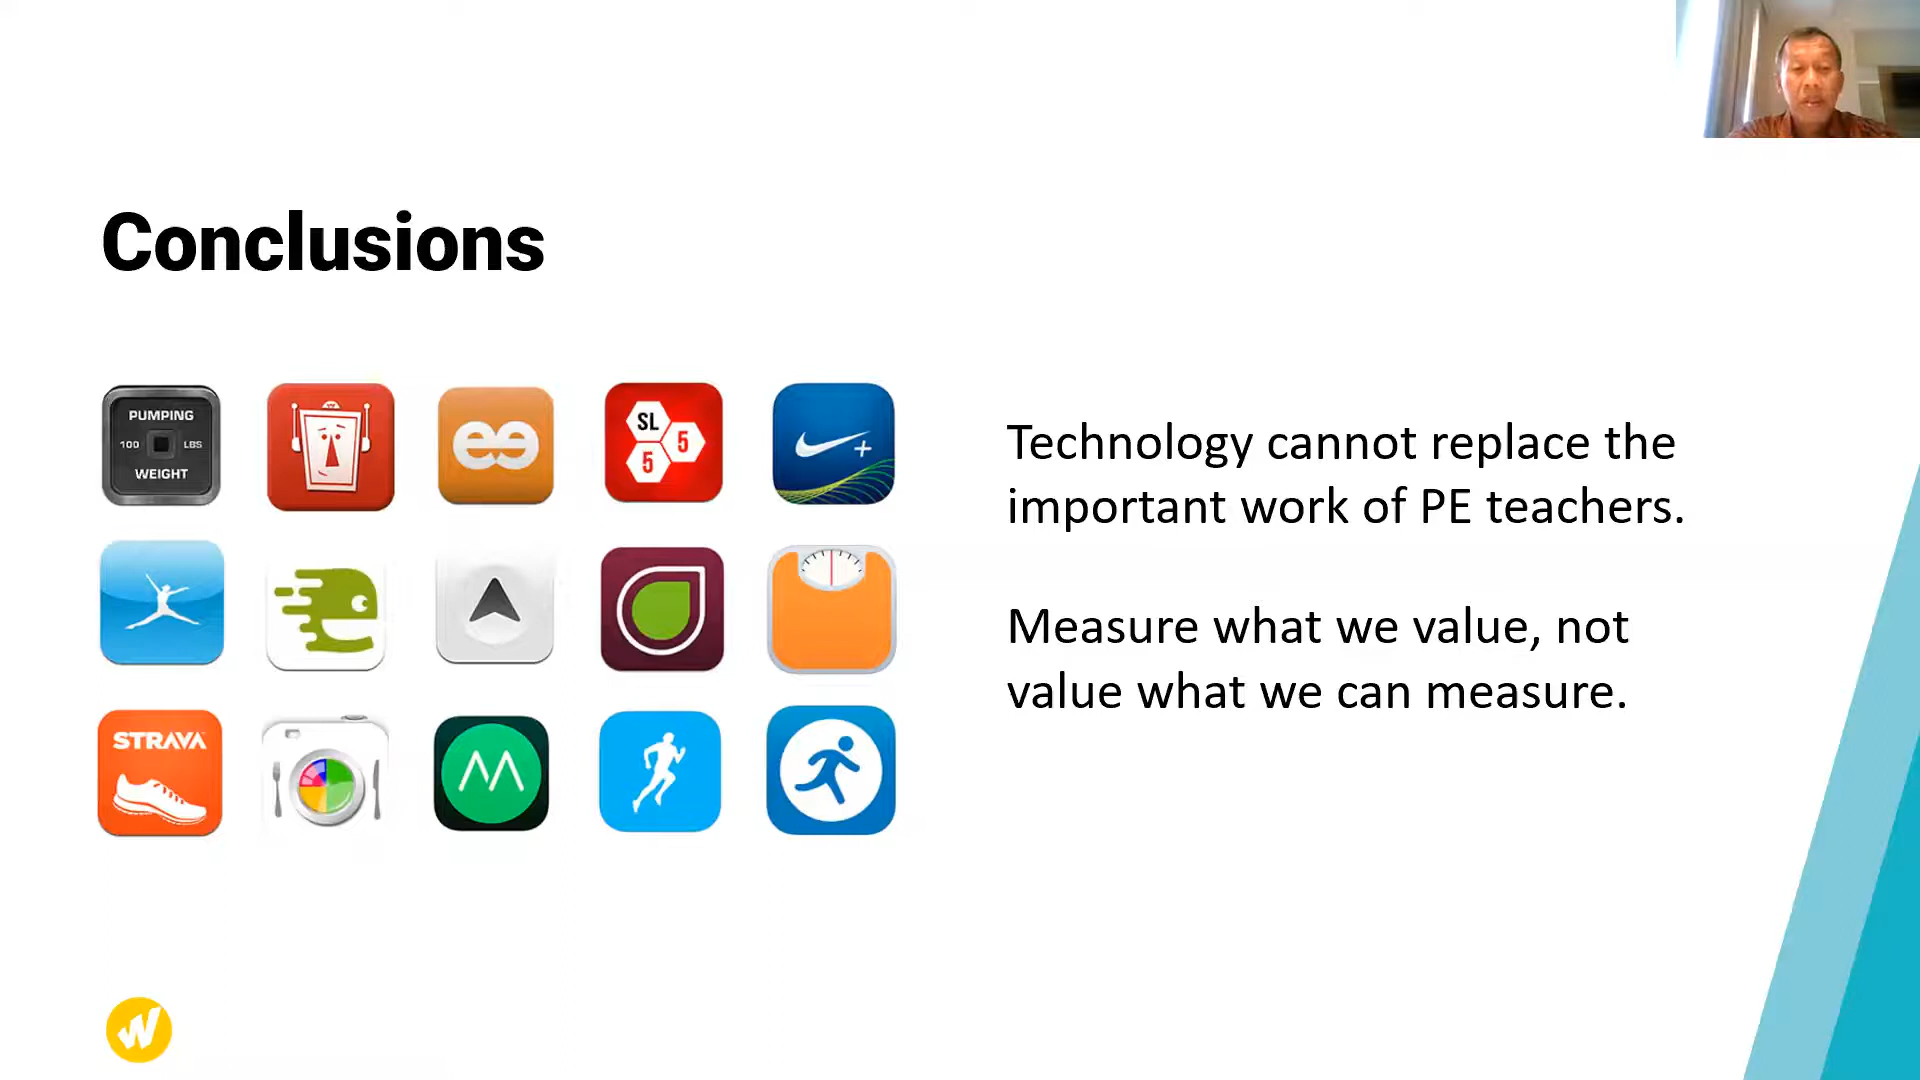 Conclusions
PUMPING
100 LBS
WEIGHT
SL
5
5
STRAVA
Technology cannot replace the
important work of PE teachers.
Measure what we value, not
value what we can measure.